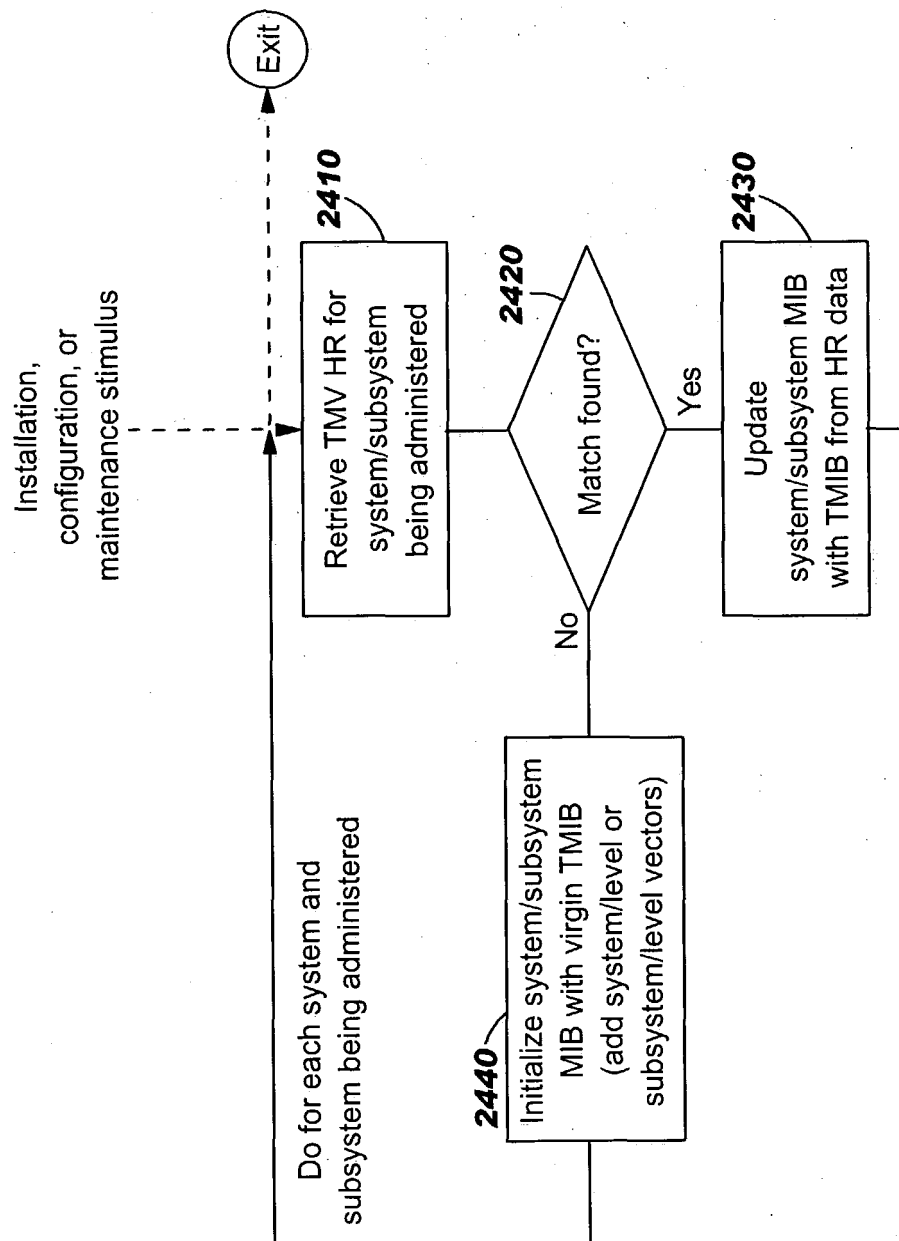 Installation,
configuration, or
maintenance stimulus
Exit
Do for each system and
subsystem being administered
2410
Retrieve TMV HR for
system/subsystem
being administered
2420
Match found?
No
Yes
2430
Update
system/subsystem MIB
with TMIB from HR data
2440
Initialize system/subsystem
MIB with virgin TMIB
(add system/level or
subsystem/level vectors)